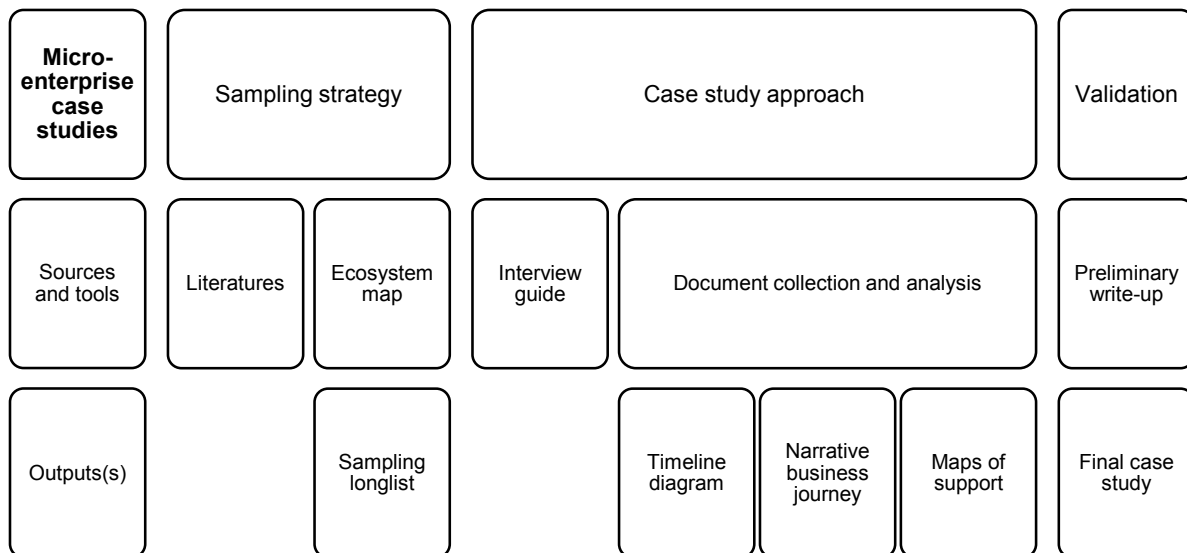 Micro-
enterprise
case
studies
Sampling strategy
Case study approach
Validation
Sources
and tools
Literatures
Ecosystem
map
Interview
guide
Document collection and analysis
Preliminary
write-up
Outputs(s)
Sampling
longlist
Timeline
diagram
Narrative
business
journey
Maps of
support
Final case
study